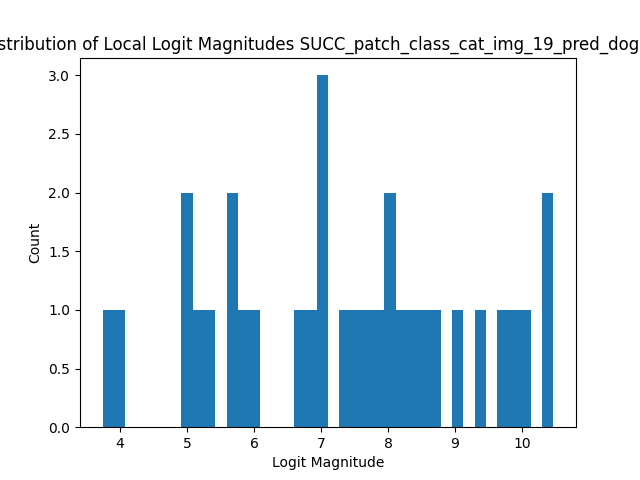 stribution of Local Logit Magnitudes SUCC_patch_class_cat_img_19_pred_dog
3.0
2.5
2.0
1.5
1.0
0.5
0.0
Count
4 5 6 7 8 9 10
Logit Magnitude